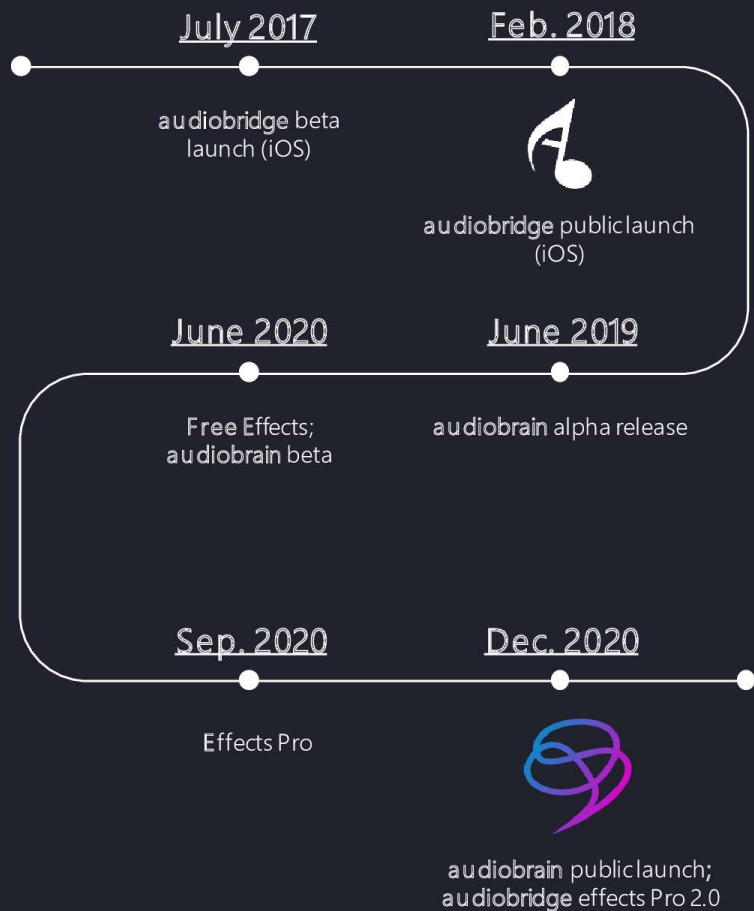 July 2017
audiobridge beta
launch (iOS)
Feb. 2018
audiobridge public launch
(iOS)
June 2019
audiobrain alpha release
June 2020
Free Effects;
audiobrain beta
Sep. 2020
Effects Pro
Dec. 2020
audiobrain public launch;
audiobridge effects Pro 2.0